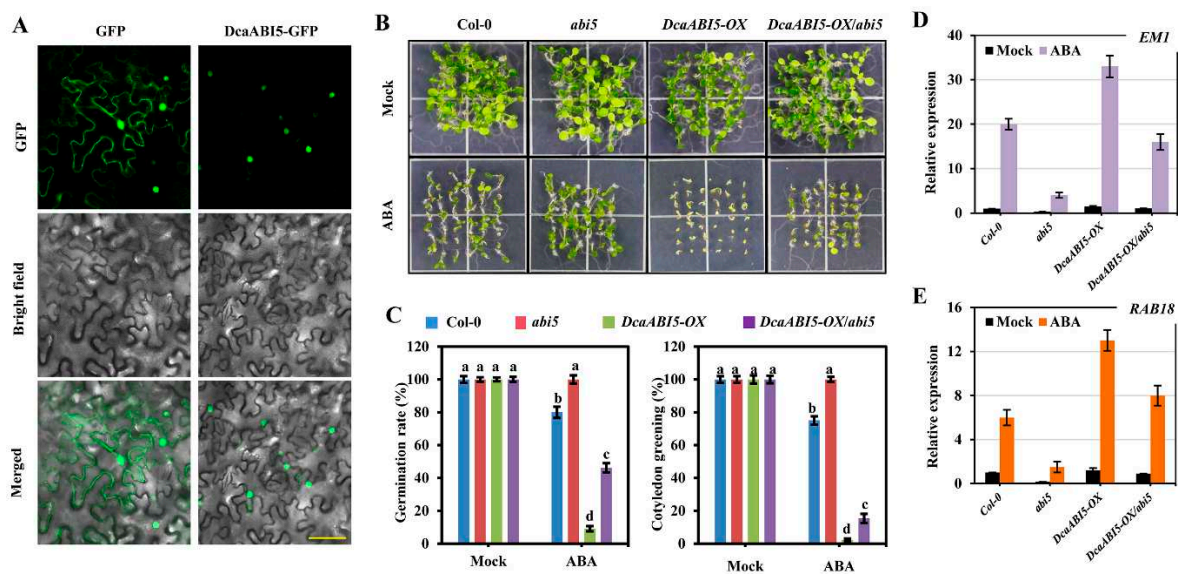 A
GFP
DcaABI5-GFP
GFP
Bright field
Merged
B
Col-0
abi5
DcaABI5-OX
DcaABI5-OX/abi5
Mock
ABA
C
Col-0
abi5
DcaABI5-OX
DcaABI5-OX/abi5
Germination rate (%)
120
100
80
60
40
20
0
a a a a
b a d c
Mock ABA
Cotyledon greening (%)
120
100
80
60
40
20
0
a a a a
b a d c
Mock ABA
D
EM1
Mock ABA
Relative expression
40
30
20
10
0
Col-0
abi5
DcaABI5-OX
DcaABI5-OX/abi5
E
RAB18
Mock ABA
Relative expression
16
12
8
4
0
Col-0
abi5
DcaABI5-OX
DcaABI5-OX/abi5